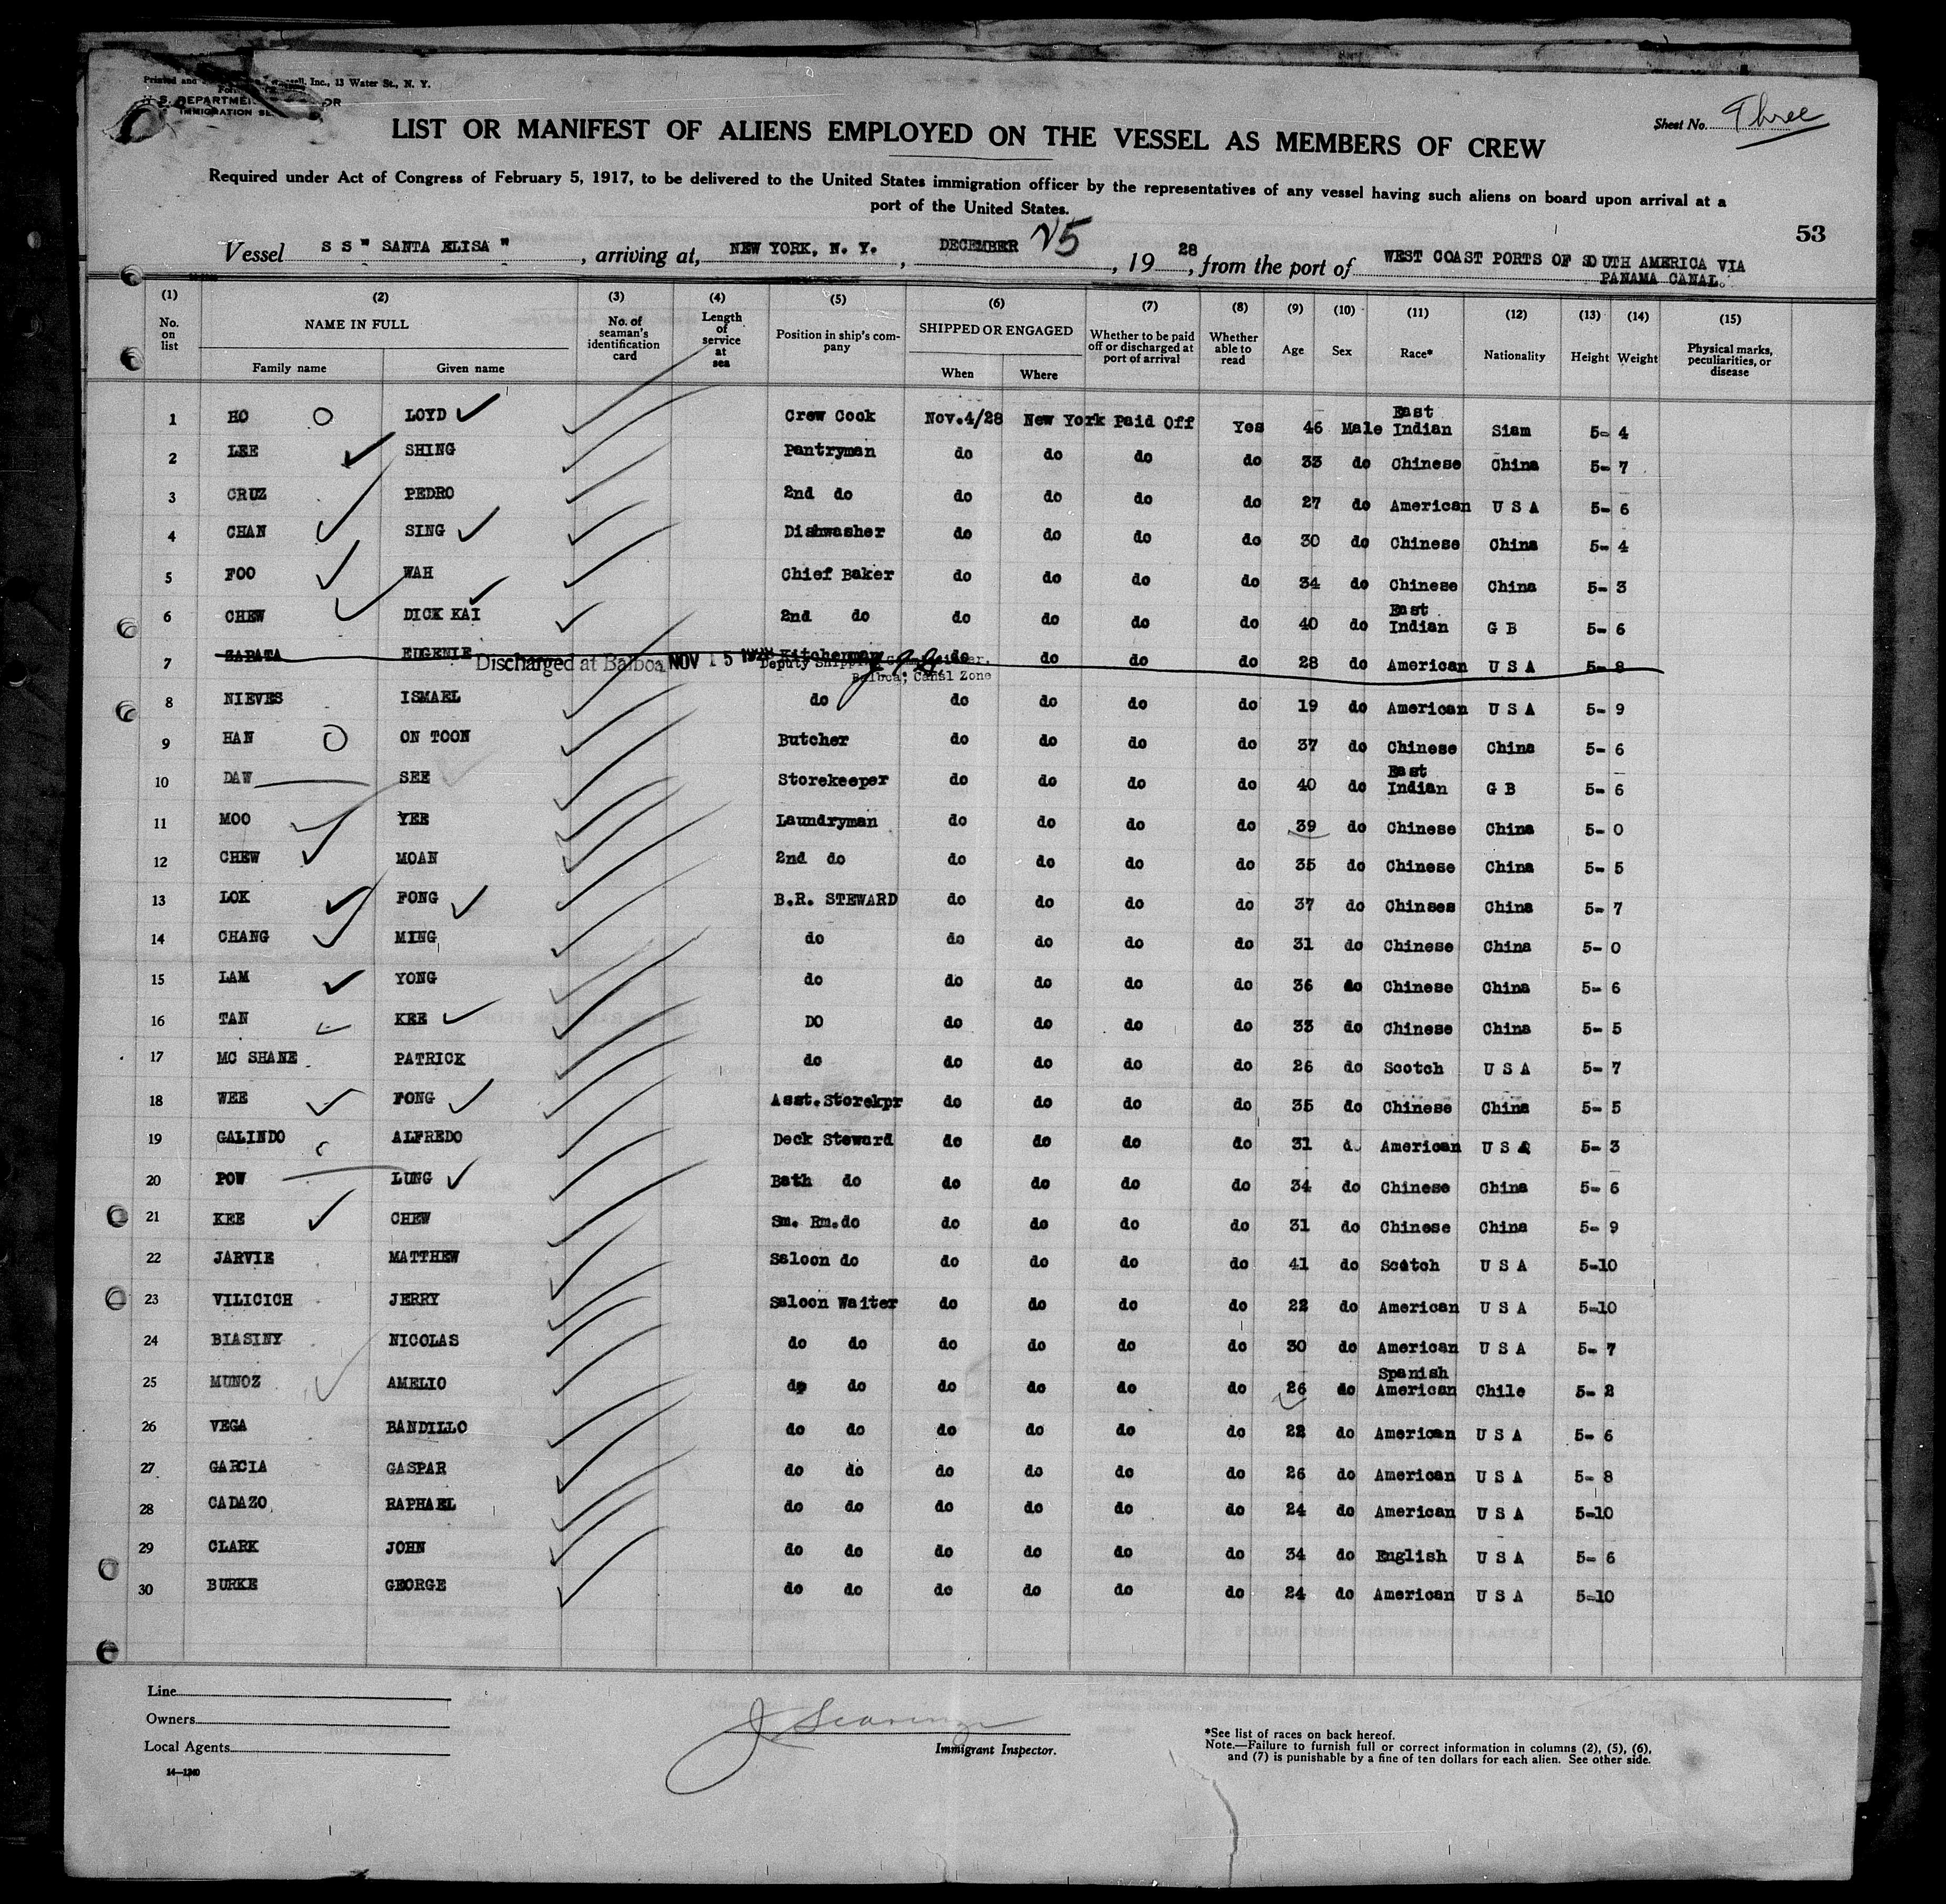 Printed and Inc., 13 Water St., N. Y.
U. S. DEPARTMENT OR
IMMIGRATION SE
Sheet No. Three
LIST OR MANIFEST OF ALIENS EMPLOYED ON THE VESSEL AS MEMBERS OF CREW
Required under Act of Congress of February 5, 1917, to be delivered to the United States immigration officer by the representatives of any vessel having such aliens on board upon arrival at a
port of the United States.
53
Vessel S S " SANTA ELISA ", arriving at, NEW YORK, N. Y., DECEMBER 25, 19 28, from the port of WEST COAST PORTS OF SOUTH AMERICA VIA
PANAMA CANAL.
(1) (2) (3) (4) (5) (6) (7) (8) (9) (10) (11) (12) (13) (14) (15)
No. on list NAME IN FULL Family name Given name No. of seaman's identification card Length of service at sea Position in ship's company SHIPPED OR ENGAGED When Where Whether to be paid off or discharged at port of arrival Whether able to read Age Sex Race* Nationality Height Weight Physical marks, peculiarities, or disease
1 HO LOYD Crew Cook Nov.4/28 New York Paid Off Yes 46 Male East Indian Siam 5- 4
2 LEE SHING Pantryman do do do do 33 do Chinese China 5- 7
3 CRUZ PEDRO 2nd do do do do do 27 do American U S A 5- 6
4 CHAN SING Dishwasher do do do do 30 do Chinese China 5- 4
5 FOO WAH Chief Baker do do do do 34 do Chinese China 5- 3
6 CHEW DICK KAI 2nd do do do do do 40 do East Indian G B 5- 6
7 ZABATA EUGENIE Kitchenman do do do do 28 do American U S A 5- 8
Discharged at Balboa NOV 15 1928 Deputy Shipping Commissioner,
Balboa, Canal Zone
8 NIEVES ISMAEL do do do do do 19 do American U S A 5- 9
9 HAN ON TOON Butcher do do do do 37 do Chinese China 5- 6
10 DAW SEE Storekeeper do do do do 40 do East Indian G B 5- 6
11 MOO YEE Laundryman do do do do 39 do Chinese China 5- 0
12 CHEW MOAN 2nd do do do do do 35 do Chinese China 5- 5
13 LOK FONG B.R. STEWARD do do do do 37 do Chinses China 5- 7
14 CHANG MING do do do do do 31 do Chinese China 5- 0
15 LAM YONG do do do do do 36 do Chinese China 5- 6
16 TAN KEE DO do do do do 33 do Chinese China 5- 5
17 MC SHANE PATRICK do do do do do 26 do Scotch U S A 5- 7
18 WEE FONG Asst.Storekpr do do do do 35 do Chinese China 5- 5
19 GALINDO ALFREDO Deck Steward do do do do 31 d. American U S A 5- 3
20 POW LUNG Bath do do do do do 34 do Chinese China 5- 6
21 KEE CHEW Sm. Rm.do do do do do 31 do Chinese China 5- 9
22 JARVIE MATTHEW Saloon do do do do do 41 do Scotch U S A 5-10
23 VILICICH JERRY Saloon Waiter do do do do 22 do American U S A 5-10
24 BIASINY NICOLAS do do do do do do 30 do American U S A 5- 7
25 MUNOZ AMELIO do do do do do do 26 do Spanish American Chile 5- 2
26 VEGA BANDILLO do do do do do do 22 do American U S A 5- 6
27 GARCIA GASPAR do do do do do do 26 do American U S A 5- 8
28 CADAZO RAPHAEL do do do do do do 24 do American U S A 5-10
29 CLARK JOHN do do do do do do 34 do English U S A 5- 6
30 BURKE GEORGE do do do do do do 24 do American U S A 5-10
Line
Owners
Local Agents
14—1240
Immigrant Inspector.
*See list of races on back hereof.
Note.—Failure to furnish full or correct information in columns (2), (5), (6),
and (7) is punishable by a fine of ten dollars for each alien. See other side.